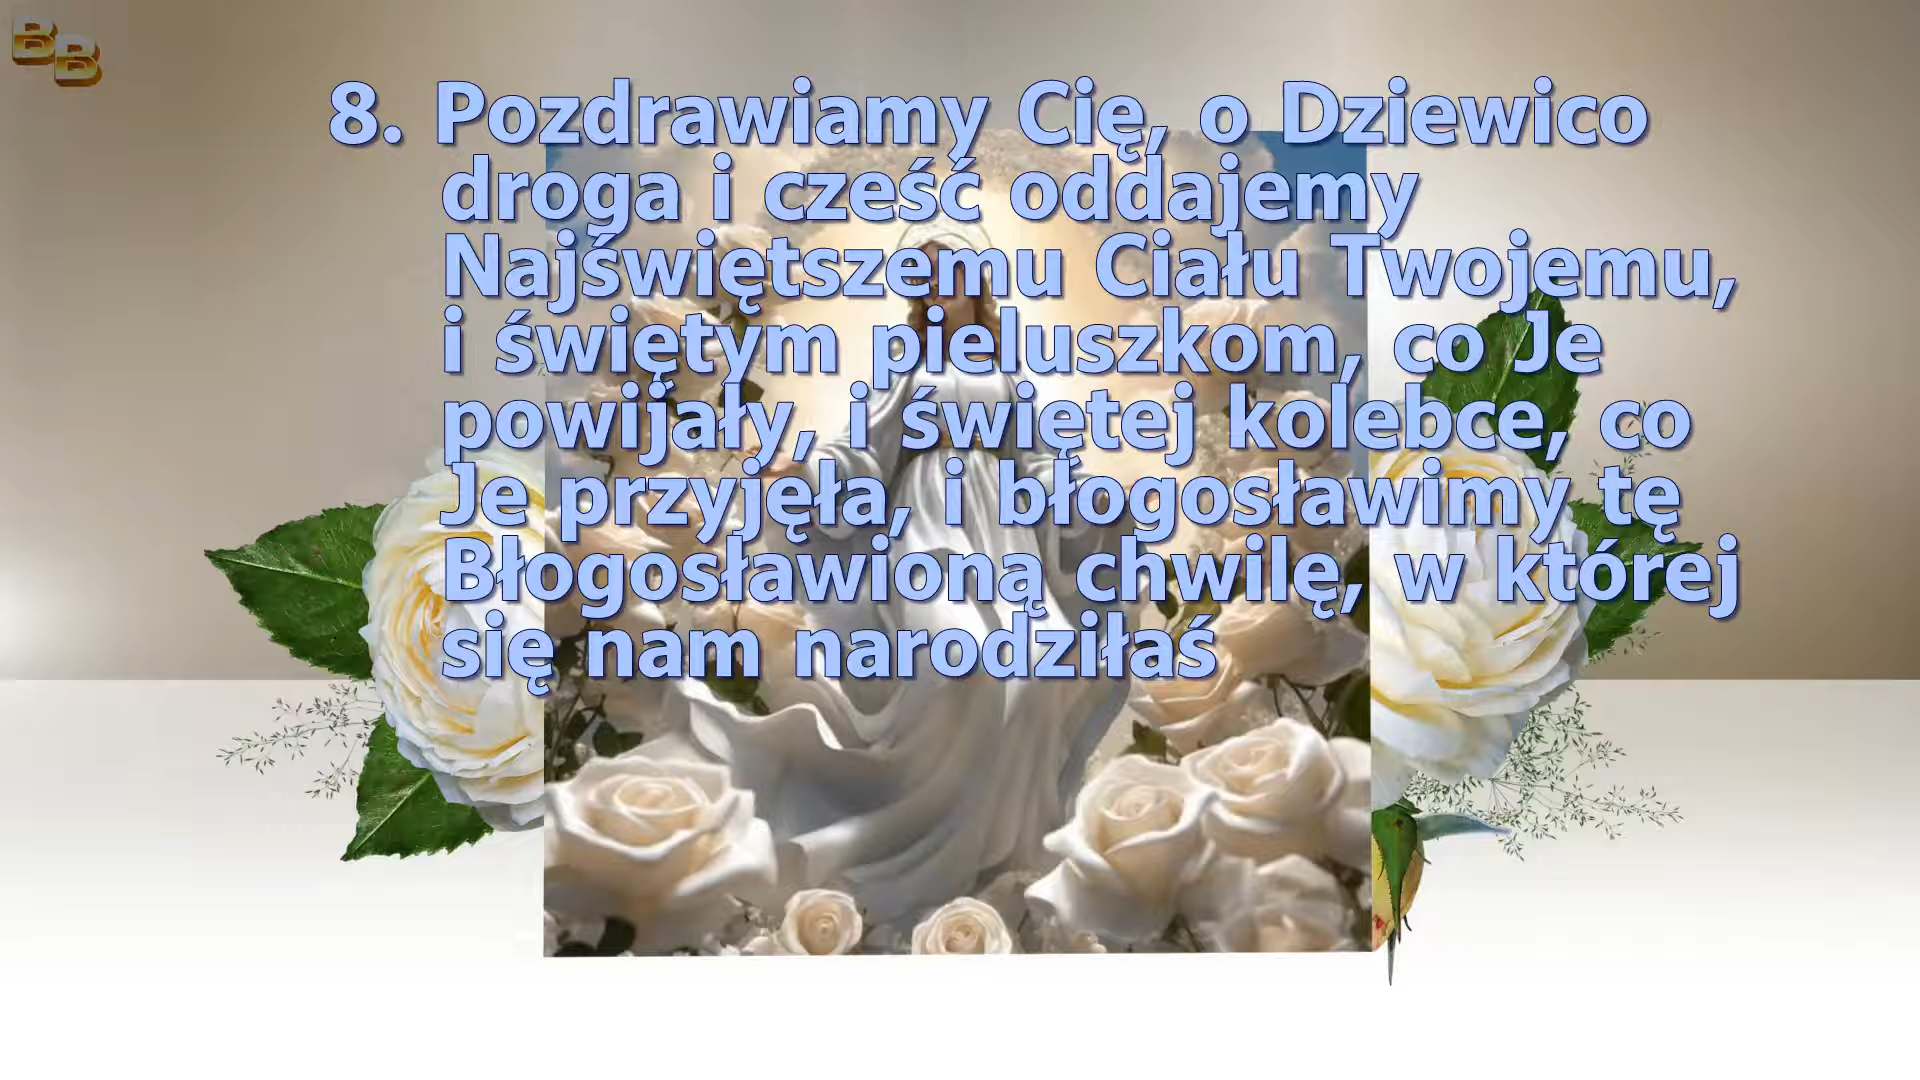 BB
8. Pozdrawiamy Cię, o Dziewico
droga i cześć oddajemy
Najświętszemu Ciału Twojemu,
i świętym pieluszkom, co Je
powijały, i świętej kolebce, co
Je przyjęła, i błogosławimy tę
Błogosławioną chwilę, w której
się nam narodziłaś